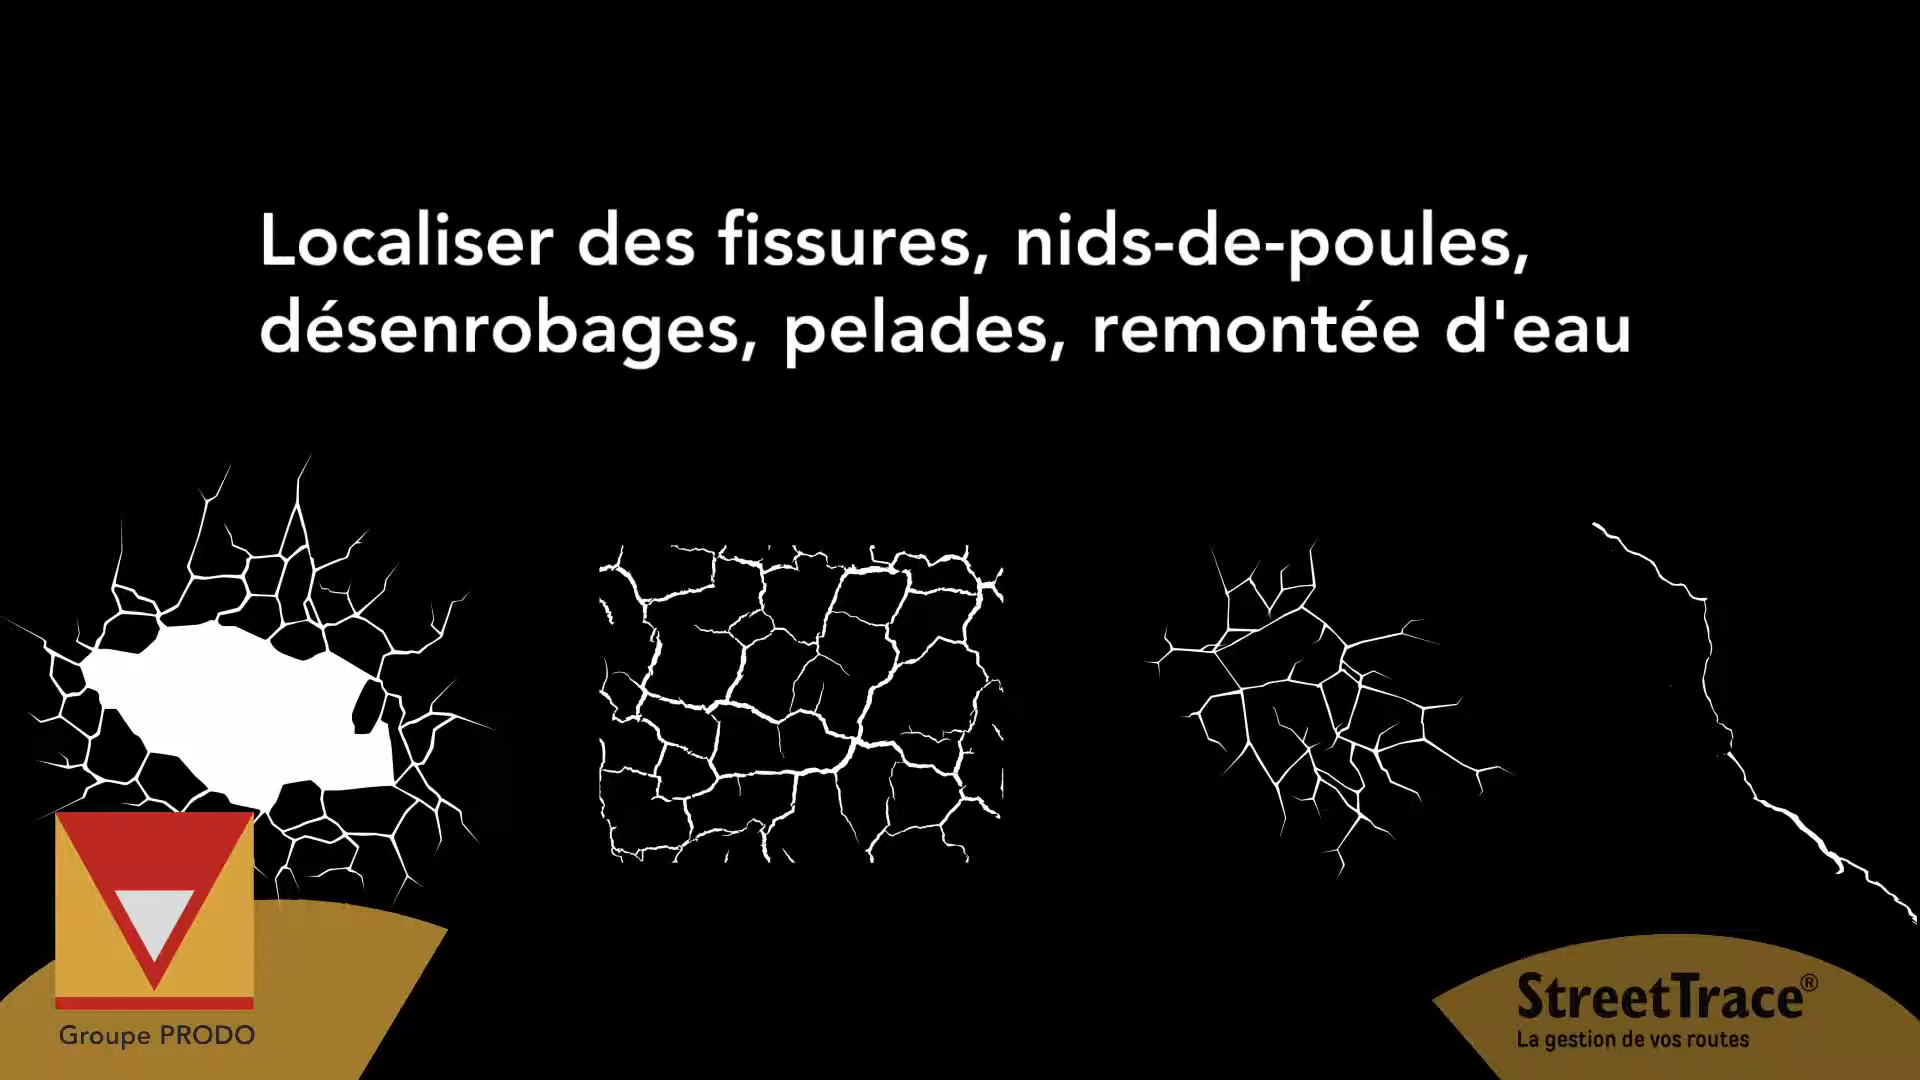 Localiser des fissures, nids-de-poules,
désenrobages, pelades, remontée d'eau
Groupe PRODO
StreetTrace®
La gestion de vos routes